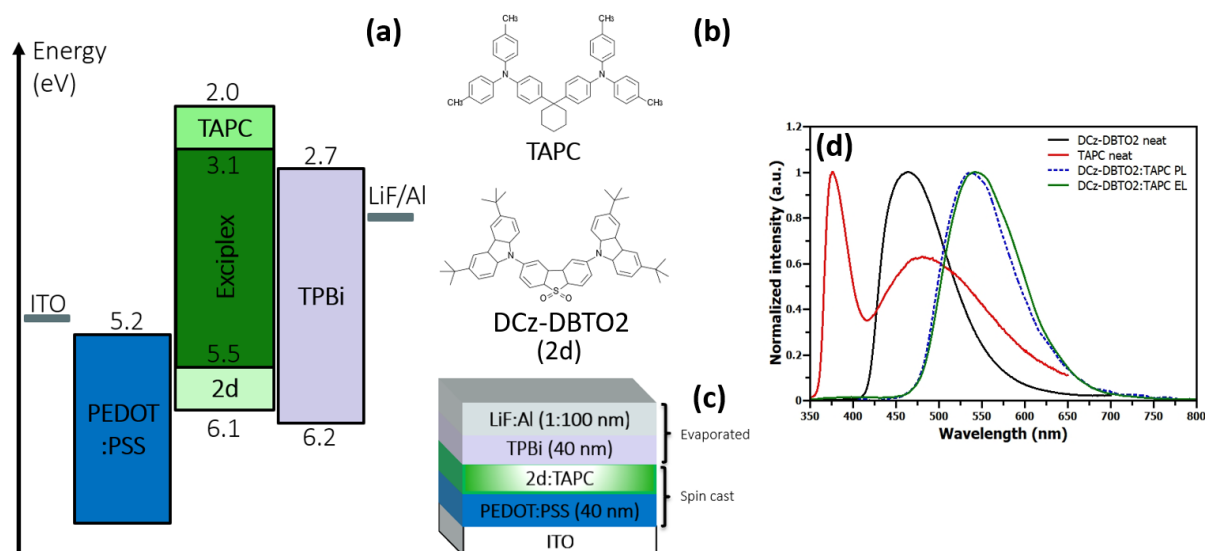 Energy
(eV)
(a)
2.0
TAPC
3.1
Exciplex
5.5
2d
6.1
2.7
TPBi
6.2
LiF/Al
ITO
5.2
PEDOT
:PSS
(b)
CH₃
CH₃
N
N
CH₃
CH₃
TAPC
N
N
S
O
O
DCz-DBTO2
(2d)
(c)
LiF:Al (1:100 nm)
TPBi (40 nm)
2d:TAPC
PEDOT:PSS (40 nm)
ITO
Evaporated
Spin cast
(d)
DCz-DBTO2 neat
TAPC neat
DCz-DBTO2:TAPC PL
DCz-DBTO2:TAPC EL
Normalized intensity (a.u.)
1.2
1
0.8
0.6
0.4
0.2
0
350 400 450 500 550 600 650 700 750 800
Wavelength (nm)